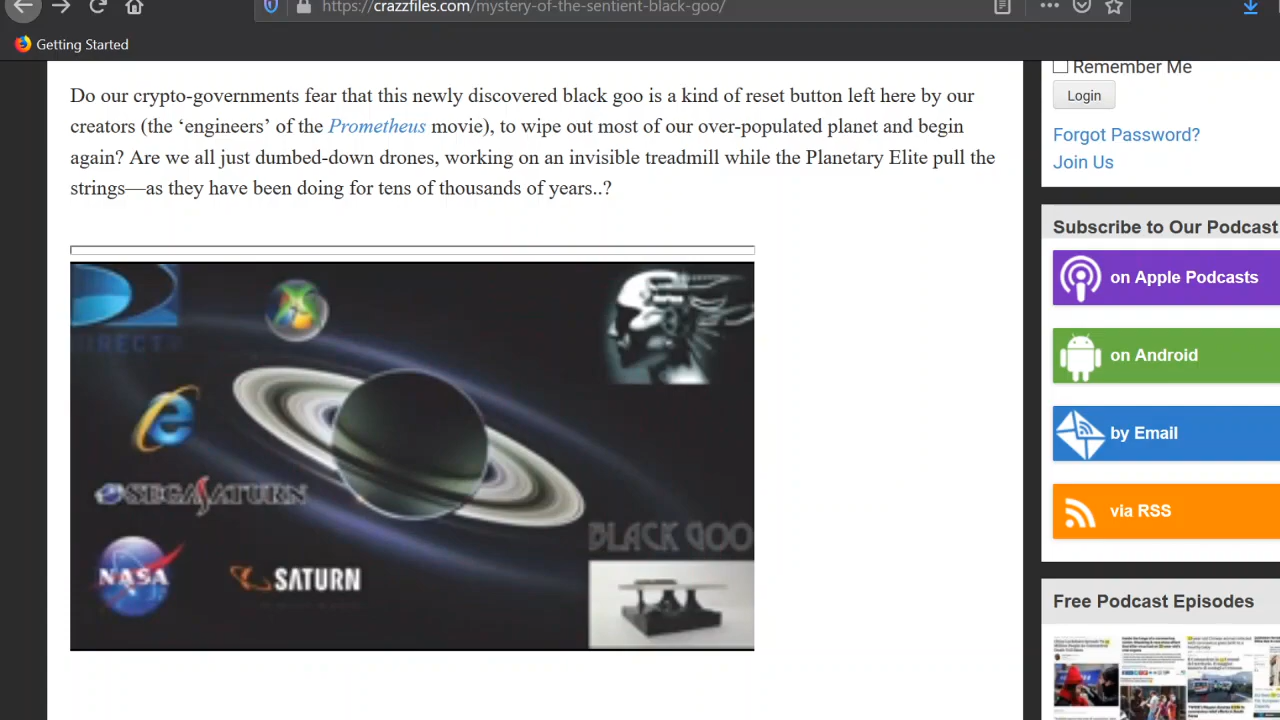 https://crazzfiles.com/mystery-of-the-sentient-black-goo/
Getting Started
Do our crypto-governments fear that this newly discovered black goo is a kind of reset button left here by our
creators (the ‘engineers’ of the Prometheus movie), to wipe out most of our over-populated planet and begin
again? Are we all just dumbed-down drones, working on an invisible treadmill while the Planetary Elite pull the
strings—as they have been doing for tens of thousands of years..?
DIRECTV
SEGA SATURN
NASA
SATURN
BLACK GOO
Remember Me
Login
Forgot Password?
Join Us
Subscribe to Our Podcast
on Apple Podcasts
on Android
by Email
via RSS
Free Podcast Episodes